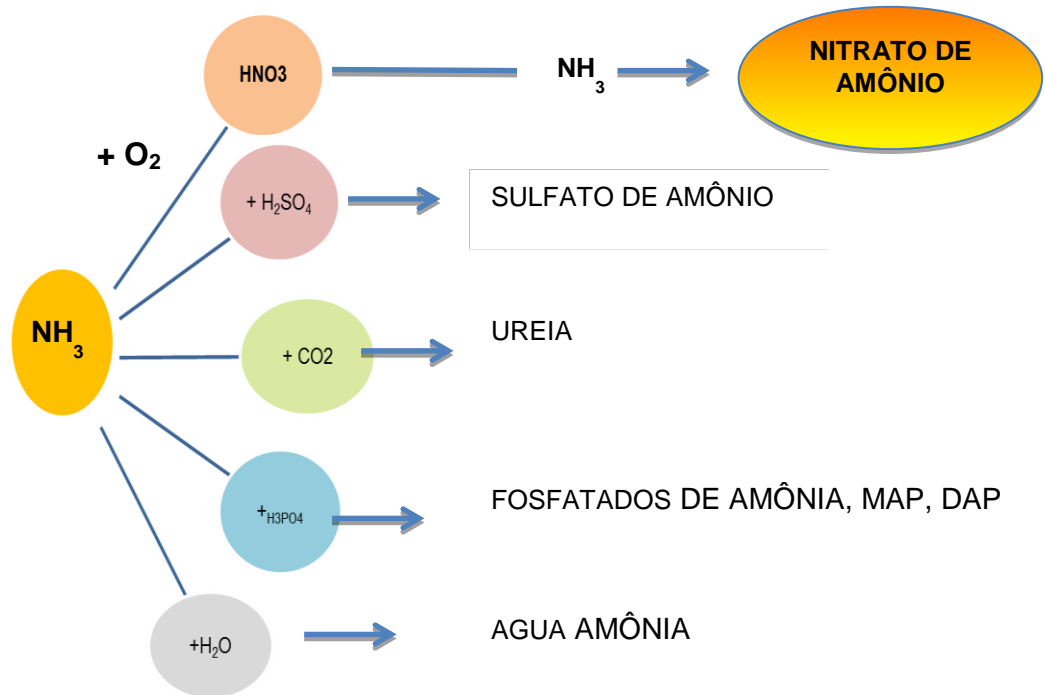 HNO3
NH₃
NITRATO DE
AMÔNIO
+ O₂
+ H₂SO₄
SULFATO DE AMÔNIO
NH₃
+ CO2
UREIA
+H3PO4
FOSFATADOS DE AMÔNIA, MAP, DAP
+H₂O
AGUA AMÔNIA